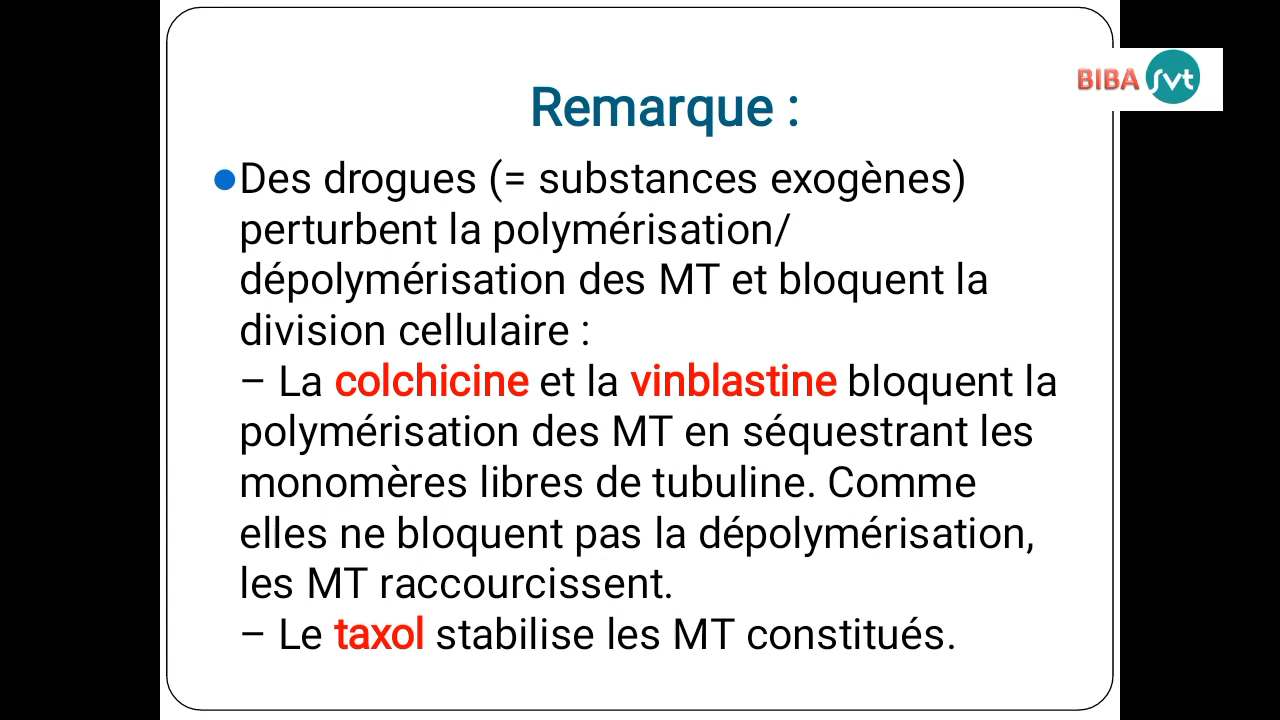 BIBA svt
Remarque :
●Des drogues (= substances exogènes)
perturbent la polymérisation/
dépolymérisation des MT et bloquent la
division cellulaire :
– La colchicine et la vinblastine bloquent la
polymérisation des MT en séquestrant les
monomères libres de tubuline. Comme
elles ne bloquent pas la dépolymérisation,
les MT raccourcissent.
– Le taxol stabilise les MT constitués.